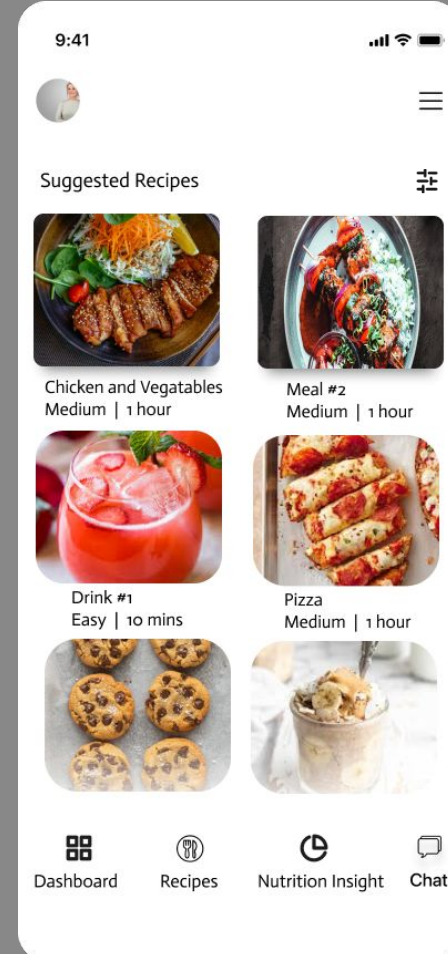 9:41
Suggested Recipes
Chicken and Vegatables
Medium | 1 hour
Meal #2
Medium | 1 hour
Drink #1
Easy | 10 mins
Pizza
Medium | 1 hour
Dashboard
Recipes
Nutrition Insight
Chat